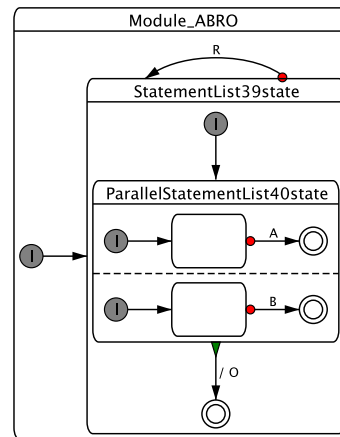 Module_ABRO
R
StatementList39state
I
ParallelStatementList40state
I
A
I
I
B
/ O